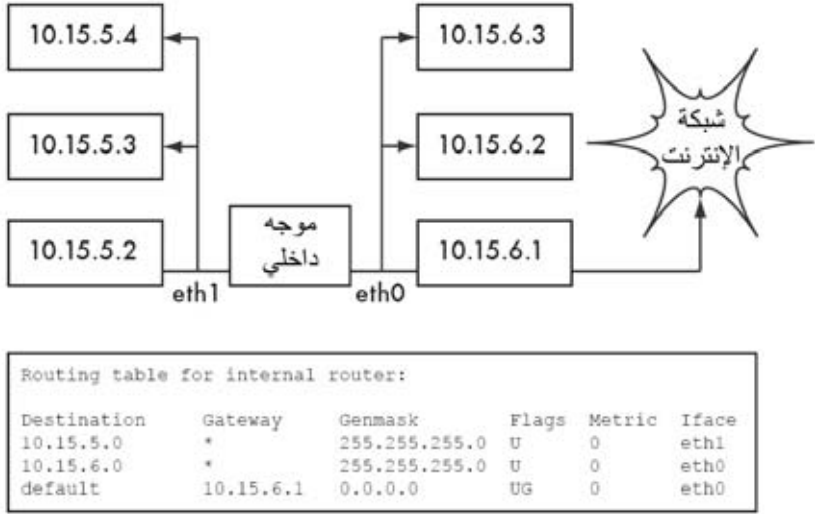 10.15.5.4
10.15.6.3
شبكة
الإنترنت
10.15.5.3
10.15.6.2
10.15.5.2
موجه
داخلي
10.15.6.1
eth1
eth0
Routing table for internal router:
Destination Gateway Genmask Flags Metric Iface
10.15.5.0 * 255.255.255.0 U 0 eth1
10.15.6.0 * 255.255.255.0 U 0 eth0
default 10.15.6.1 0.0.0.0 UG 0 eth0